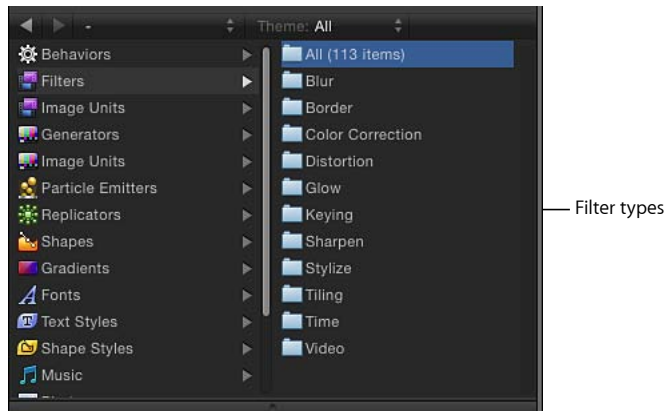 - Theme: All
Behaviors
Filters
Image Units
Generators
Image Units
Particle Emitters
Replicators
Shapes
Gradients
Fonts
Text Styles
Shape Styles
Music
All (113 items)
Blur
Border
Color Correction
Distortion
Glow
Keying
Sharpen
Stylize
Tiling
Time
Video
Filter types